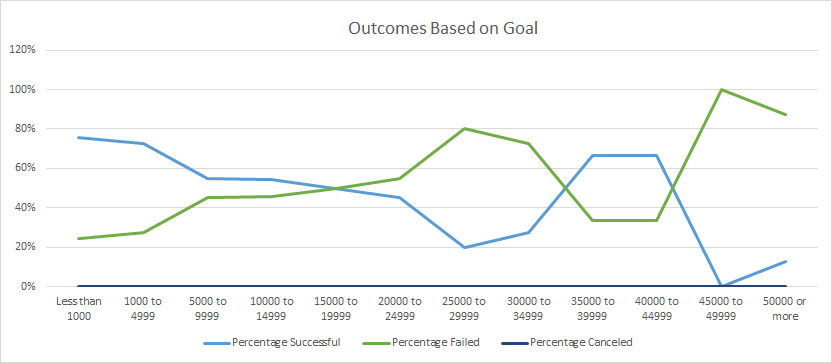 Outcomes Based on Goal
120%
100%
80%
60%
40%
20%
0%
Less than
1000
1000 to
4999
5000 to
9999
10000 to
14999
15000 to
19999
20000 to
24999
25000 to
29999
30000 to
34999
35000 to
39999
40000 to
44999
45000 to
49999
50000 or
more
Percentage Successful
Percentage Failed
Percentage Canceled